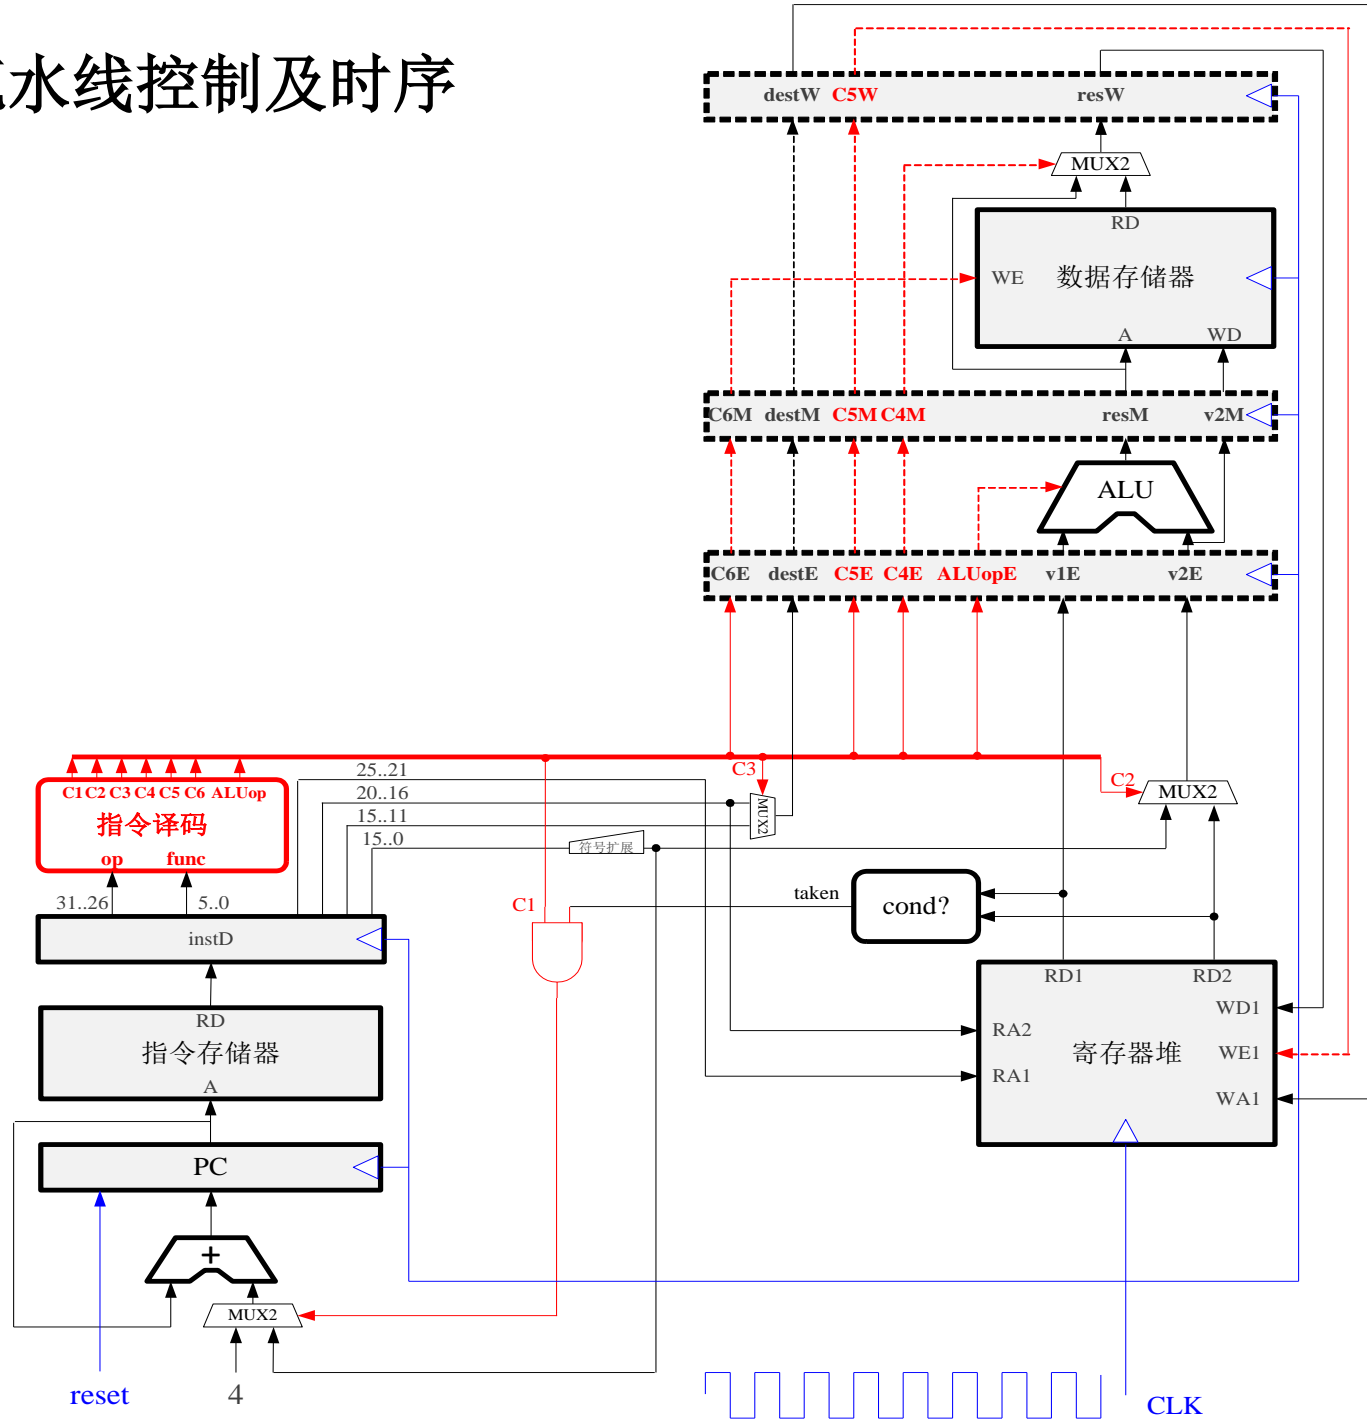 水线控制及时序
destW C5W resW
MUX2
RD
WE 数据存储器
A WD
C6M destM C5M C4M resM v2M
ALU
C6E destE C5E C4E ALUopE v1E v2E
25..21
C3
C2
C1 C2 C3 C4 C5 C6 ALUop
20..16
MUX2
MUX2
指令译码
15..11
15..0
符号扩展
op func
31..26 5..0
C1
taken
cond?
instD
RD1 RD2
RD
WD1
RA2
指令存储器
寄存器堆
WE1
RA1
A
WA1
PC
+
MUX2
reset
4
CLK